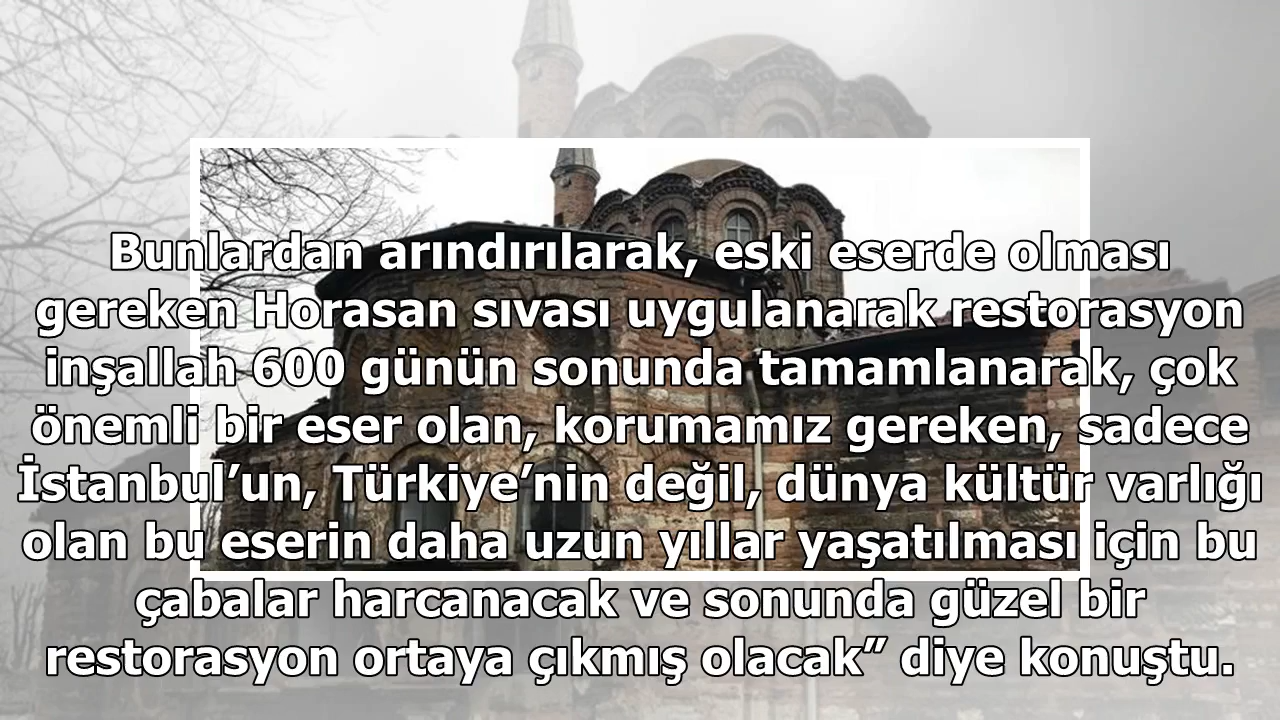 Bunlardan arındırılarak, eski eserde olması
gereken Horasan sıvası uygulanarak restorasyon
inşallah 600 günün sonunda tamamlanarak, çok
önemli bir eser olan, korumamız gereken, sadece
İstanbul’un, Türkiye’nin değil, dünya kültür varlığı
olan bu eserin daha uzun yıllar yaşatılması için bu
çabalar harcanacak ve sonunda güzel bir
restorasyon ortaya çıkmış olacak” diye konuştu.